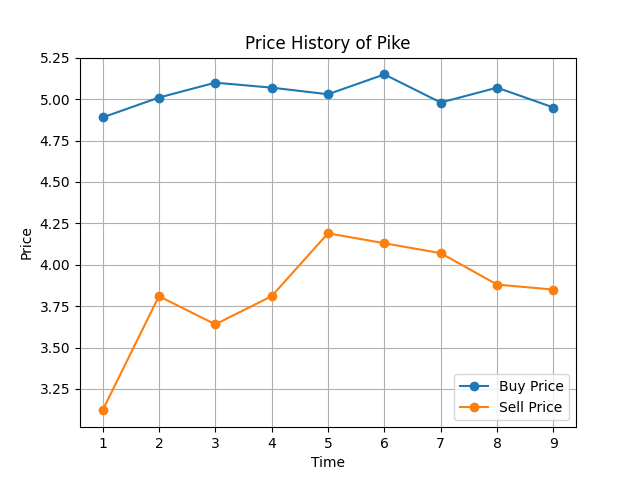 Price History of Pike
5.25
5.00
4.75
4.50
4.25
4.00
3.75
3.50
3.25
Price
Buy Price
Sell Price
1 2 3 4 5 6 7 8 9
Time